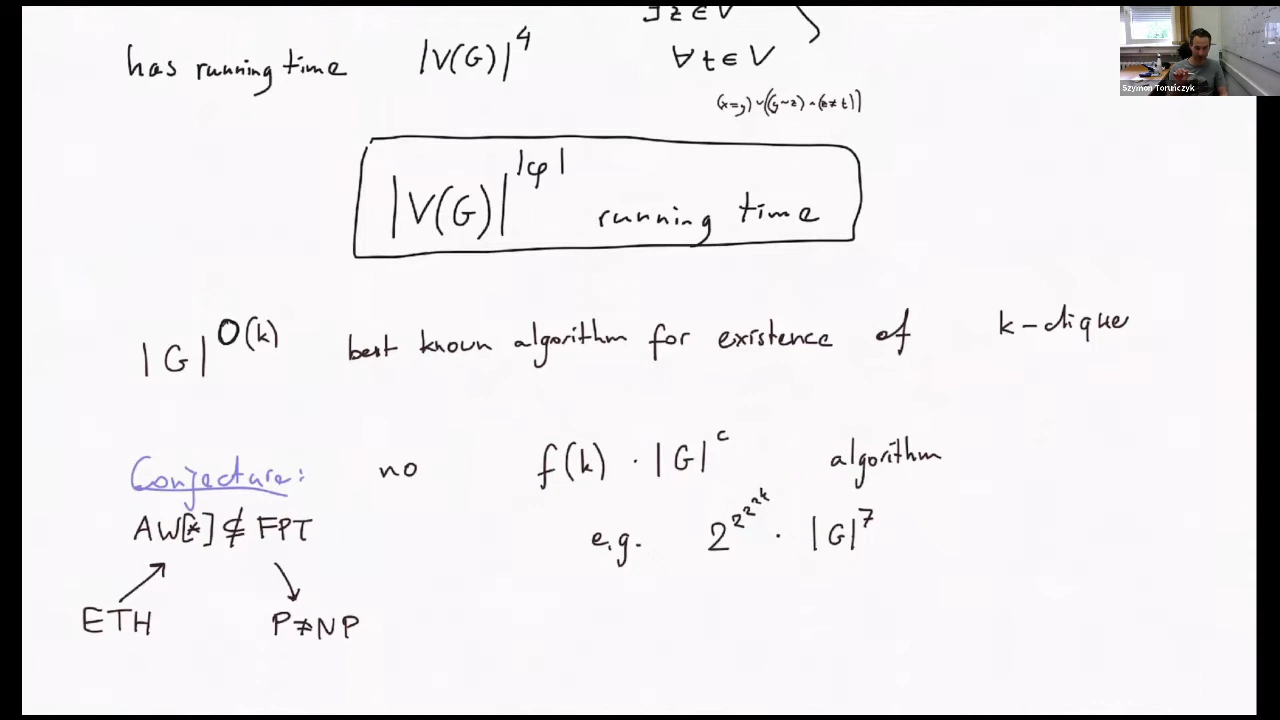 ∃ z ∈ V
has running time |V(G)|^4 ∀ t ∈ V
(x=y) ∨ ((y~z) ∧ (z≠t))
|V(G)|^|φ| running time
|G|^O(k) best known algorithm for existence of k-clique
Conjecture: no f(k) · |G|^c algorithm
AW[*] ⊈ FPT e.g. 2^2^2^2^k · |G|^7
ETH P≠NP
Szymon Toruńczyk